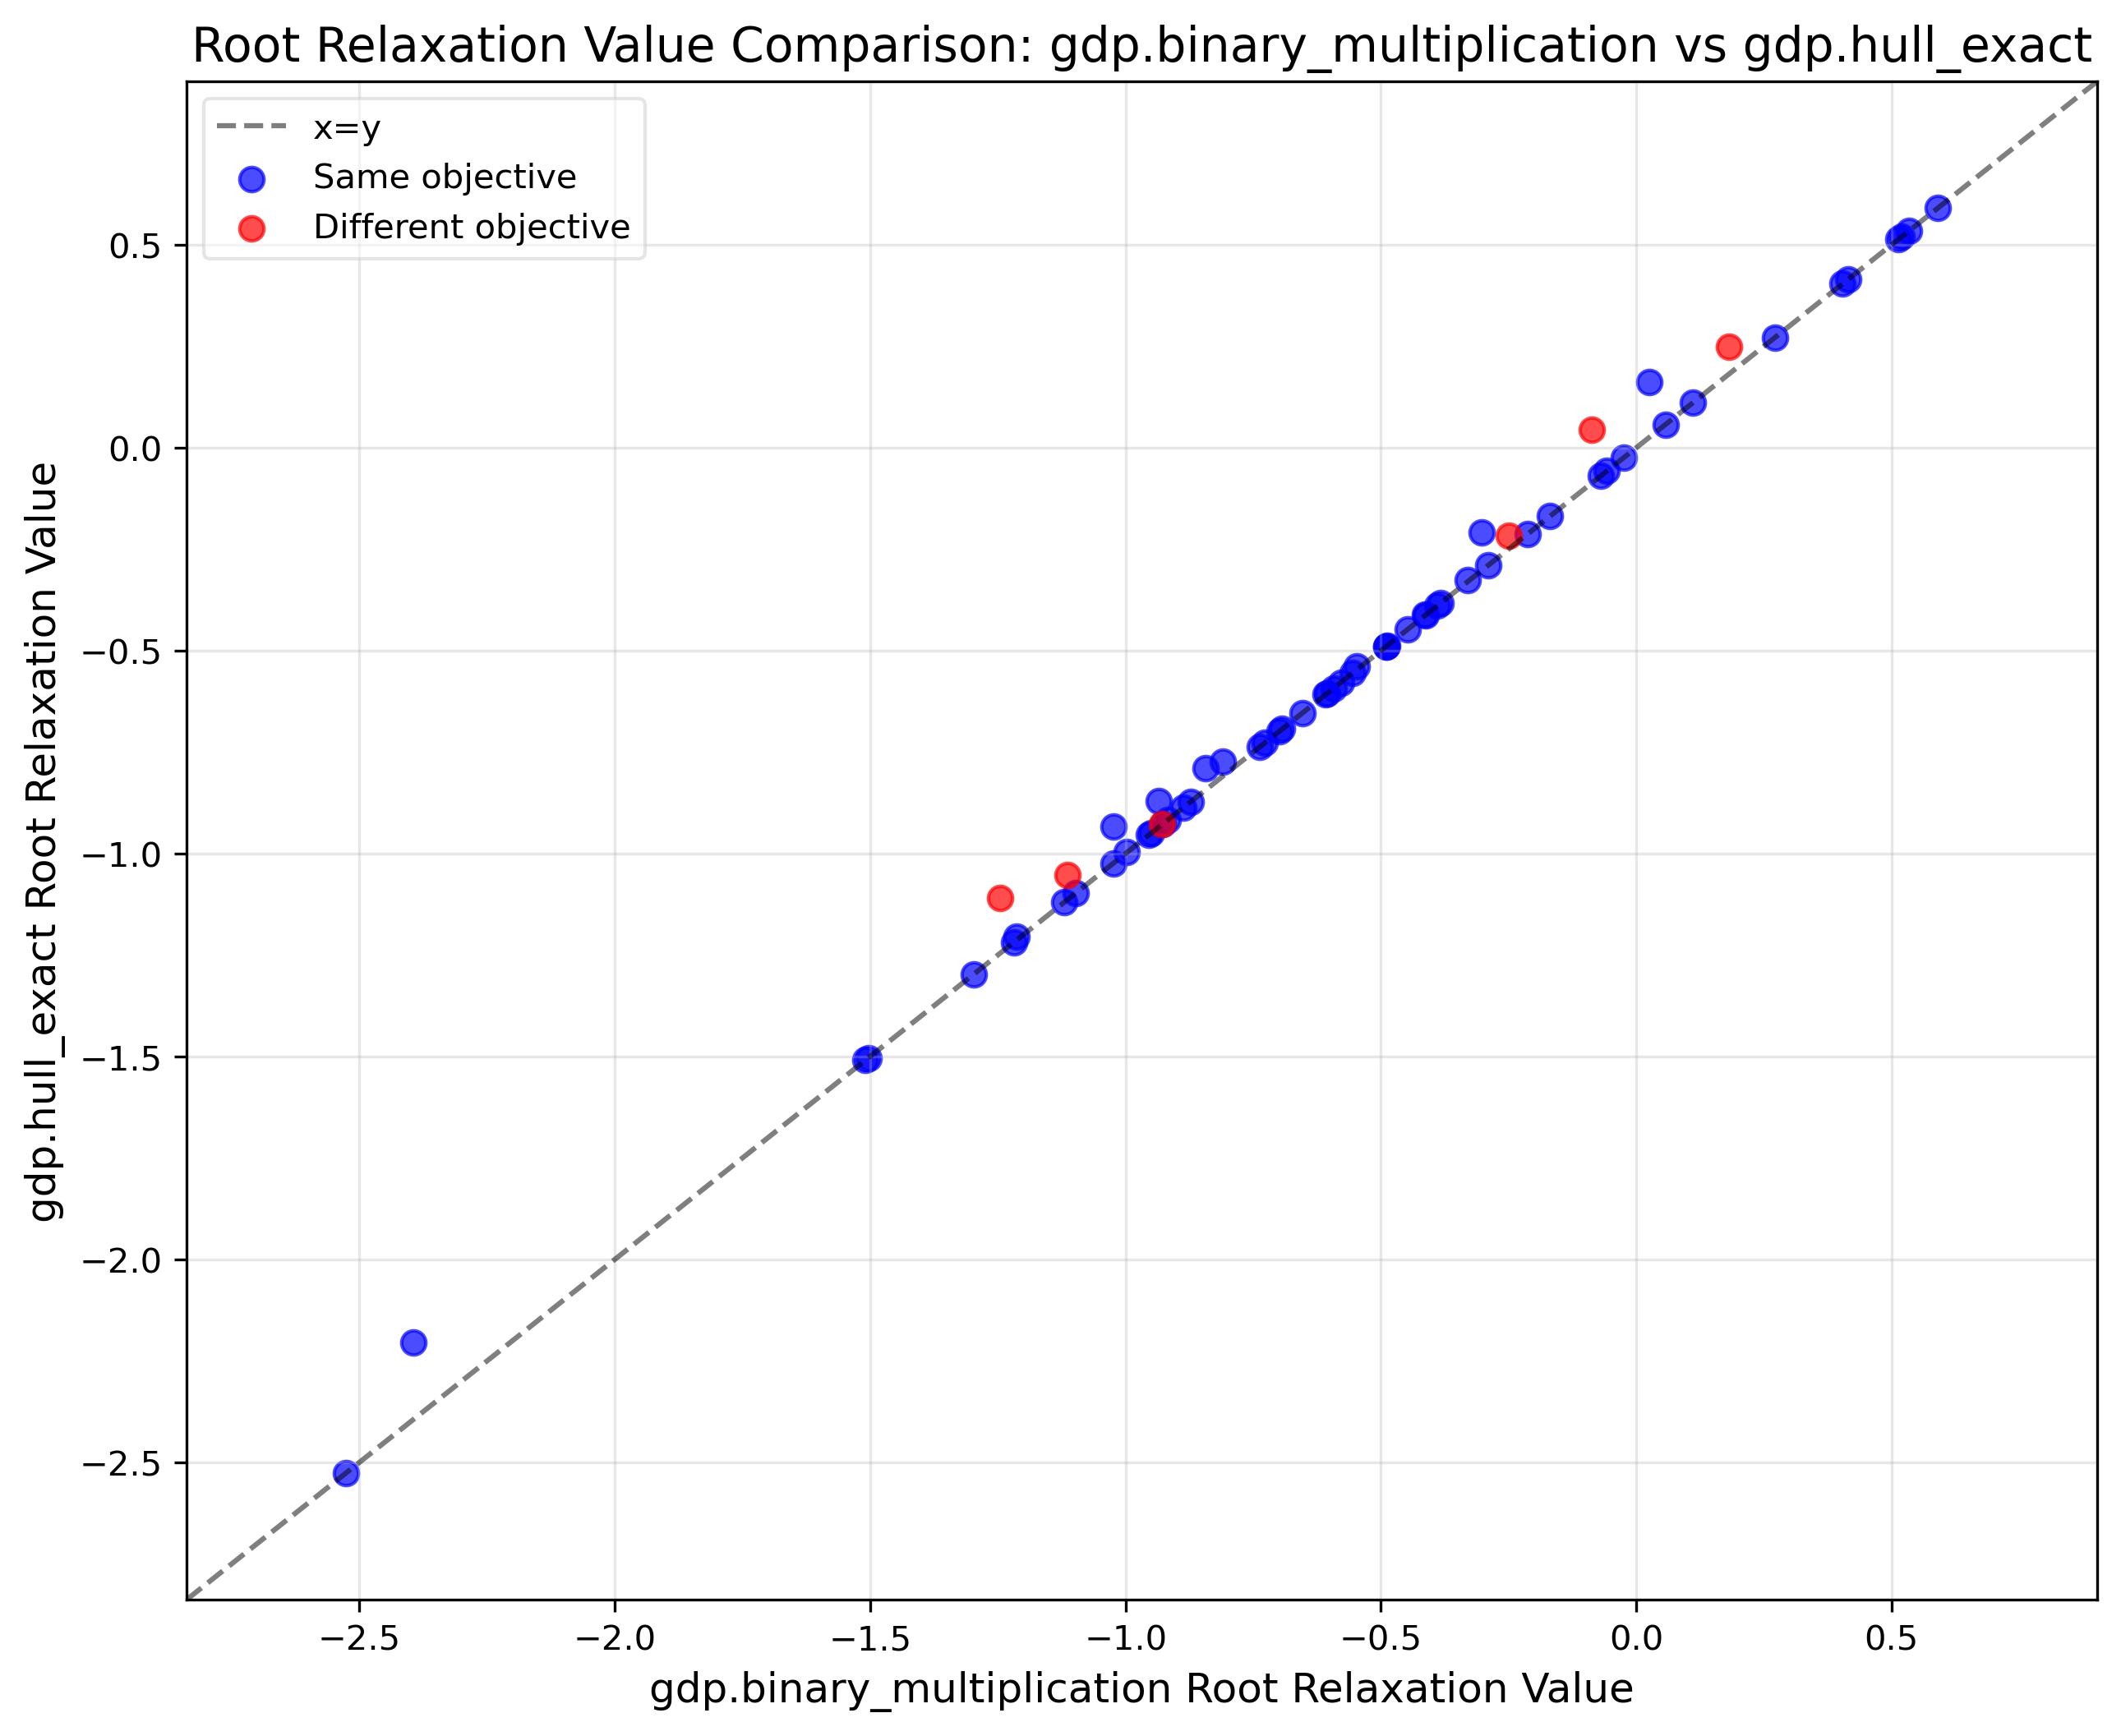 Root Relaxation Value Comparison: gdp.binary_multiplication vs gdp.hull_exact
x=y
Same objective
Different objective
gdp.hull_exact Root Relaxation Value
0.5
0.0
−0.5
−1.0
−1.5
−2.0
−2.5
−2.5
−2.0
−1.5
−1.0
−0.5
0.0
0.5
gdp.binary_multiplication Root Relaxation Value